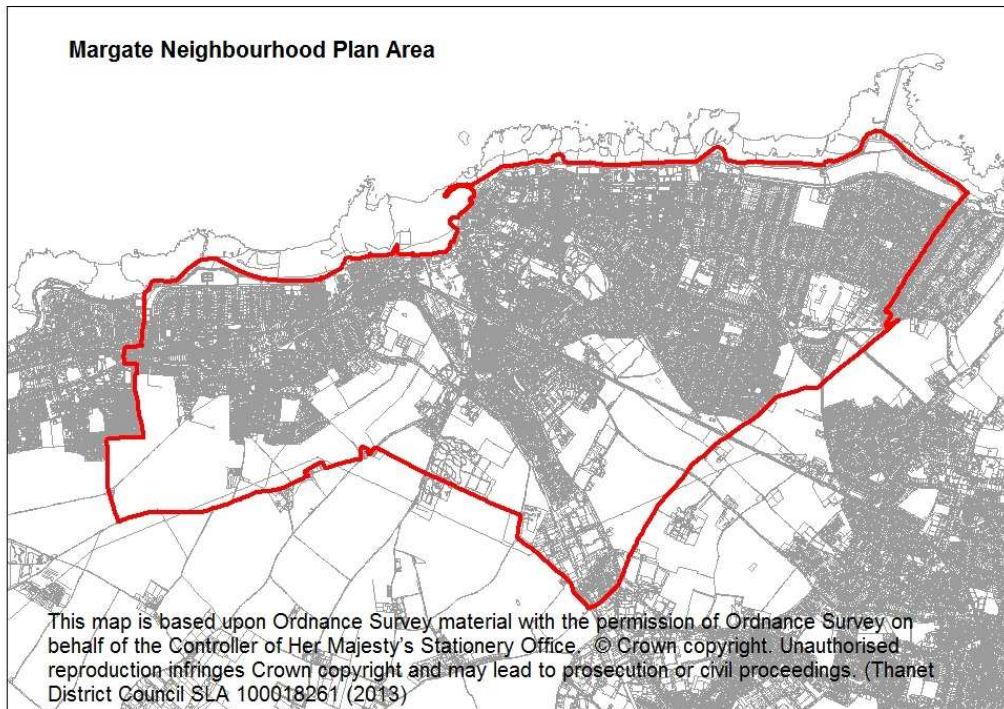 Margate Neighbourhood Plan Area
This map is based upon Ordnance Survey material with the permission of Ordnance Survey on
behalf of the Controller of Her Majesty's Stationery Office. © Crown copyright. Unauthorised
reproduction infringes Crown copyright and may lead to prosecution or civil proceedings. (Thanet
District Council SLA 100018261 (2013)